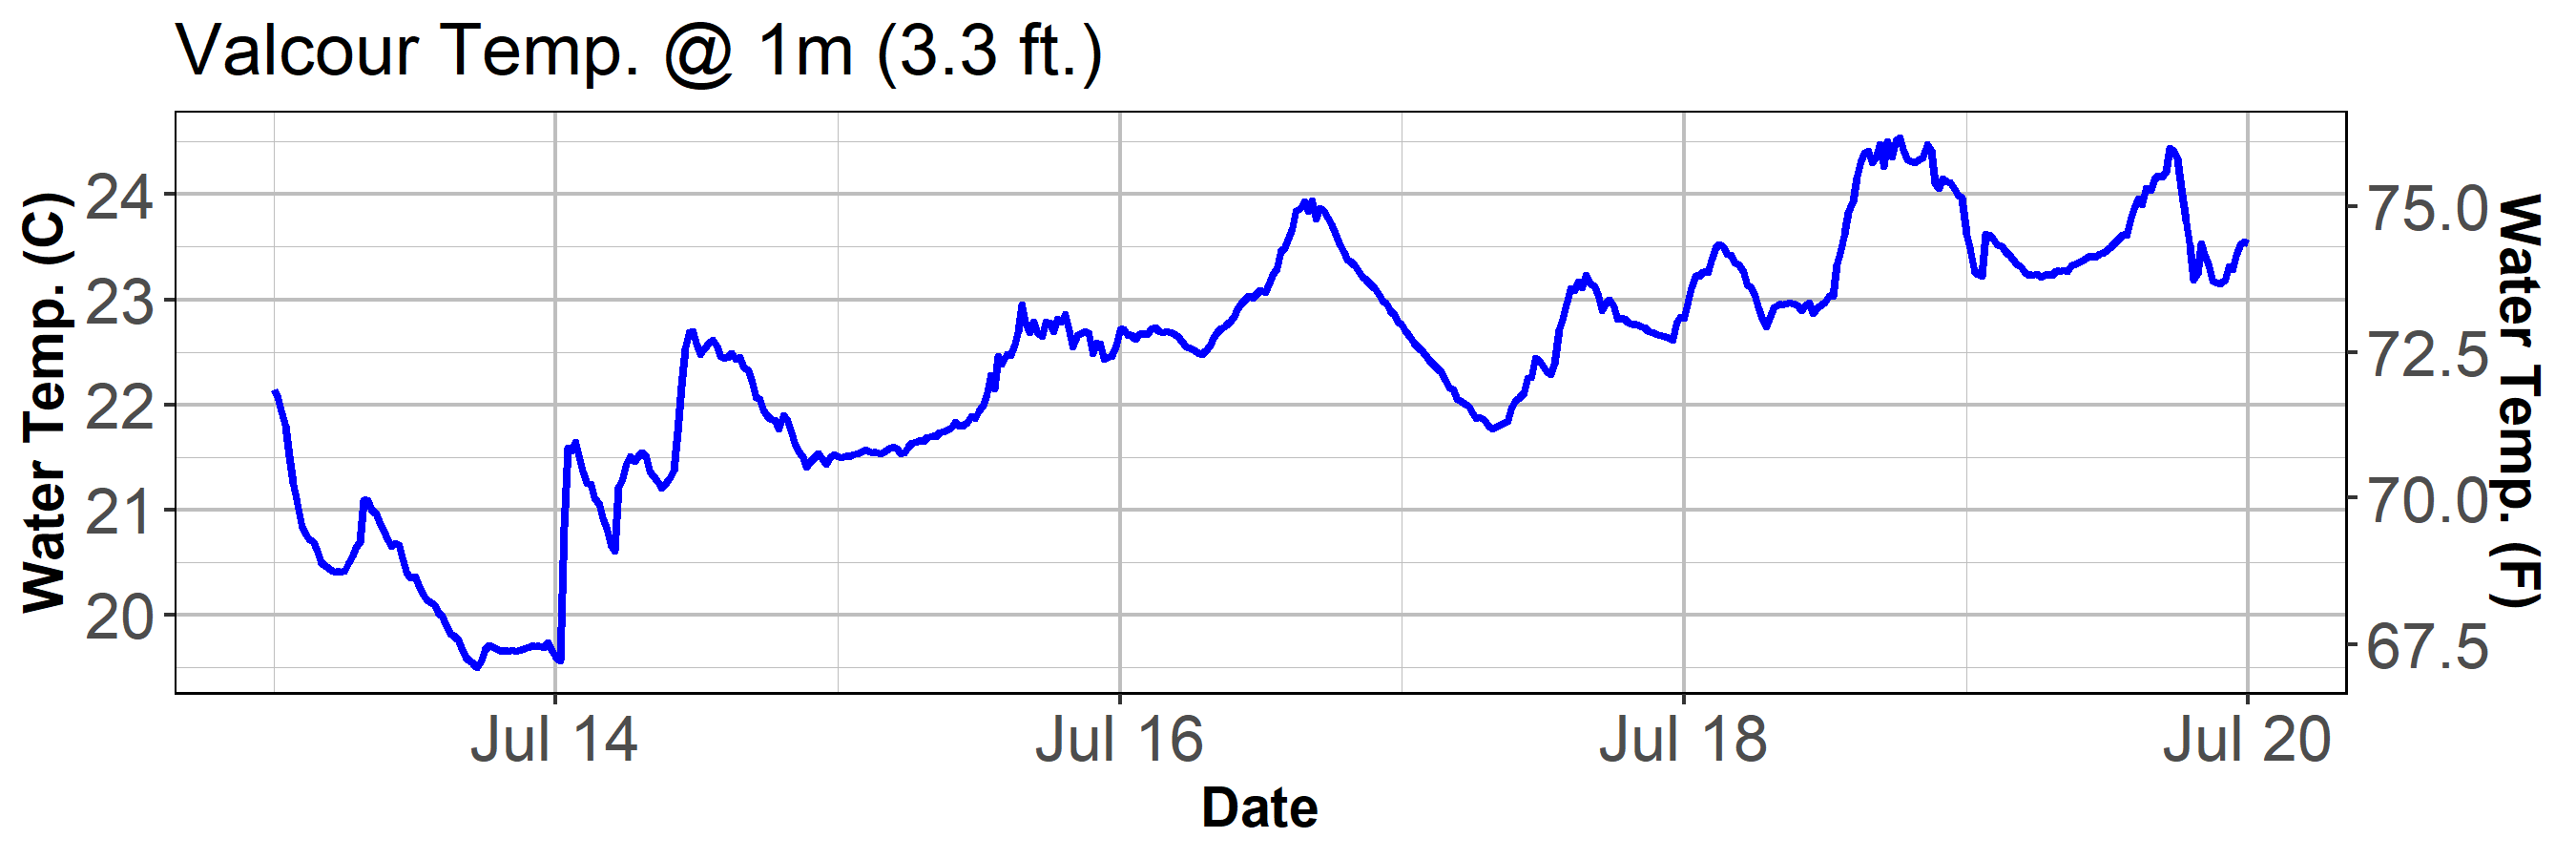 Valcour Temp. @ 1m (3.3 ft.)
Water Temp. (C)
24
23
22
21
20
75.0
72.5
70.0
67.5
Water Temp. (F)
Jul 14
Jul 16
Jul 18
Jul 20
Date